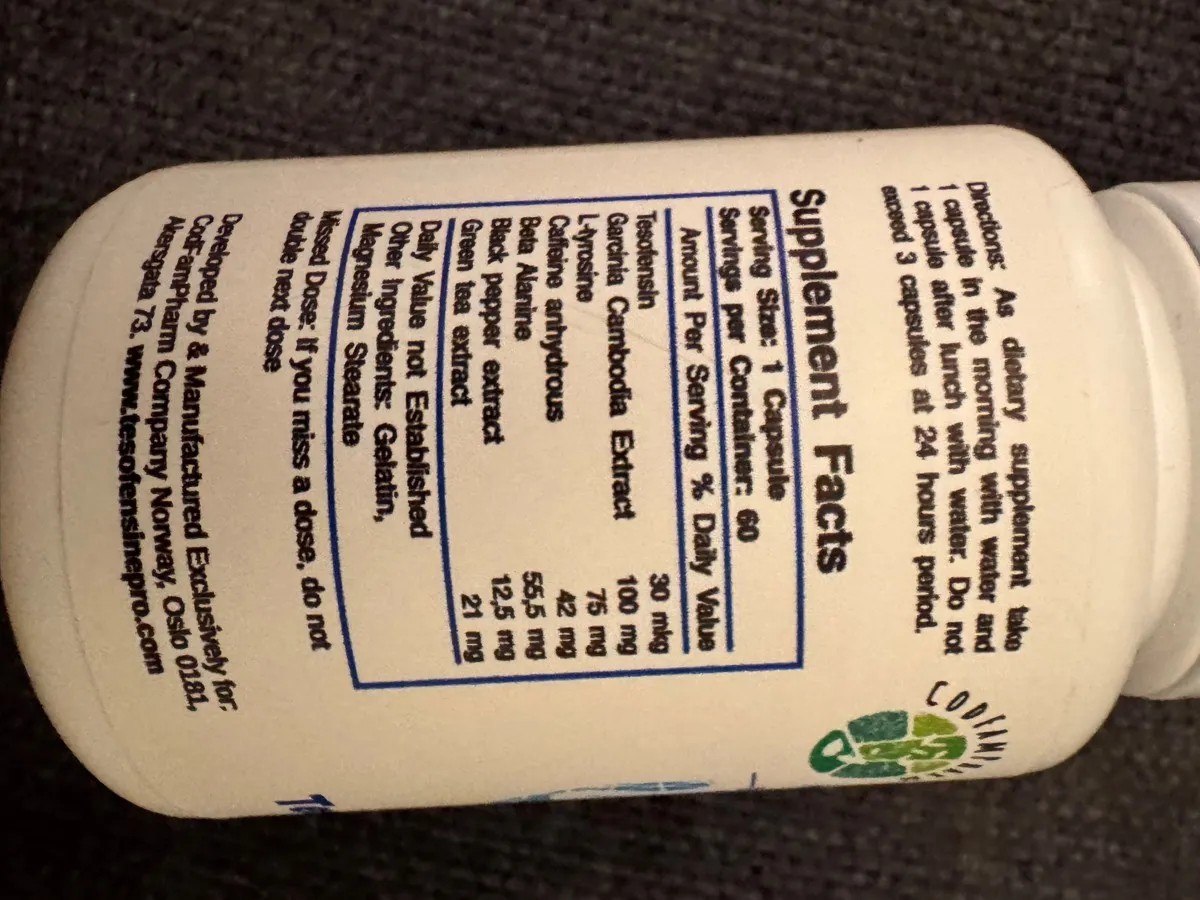 Directions: As dietary supplement take
1 capsule in the morning with water and
1 capsule after lunch with water. Do not
exceed 3 capsules at 24 hours period.
Supplement Facts
Serving Size: 1 Capsule
Servings per Container: 60
Amount Per Serving % Daily Value
Tesofensin 30 mkg
Garcinia Cambodia Extract 100 mg
L-tyrosine 75 mg
Caffeine anhydrous 42 mg
Beta Alanine 55,5 mg
Black pepper extract 12,5 mg
Green tea extract 21 mg
Daily Value not Established
Other Ingredients: Gelatin,
Magnesium Stearate
Missed Dose: if you miss a dose, do not
double next dose
Developed by & Manufactured Exclusively for:
CodFamPharm Company Norway, Oslo 0181,
Akersgata 73. www.tesofensinepro.com